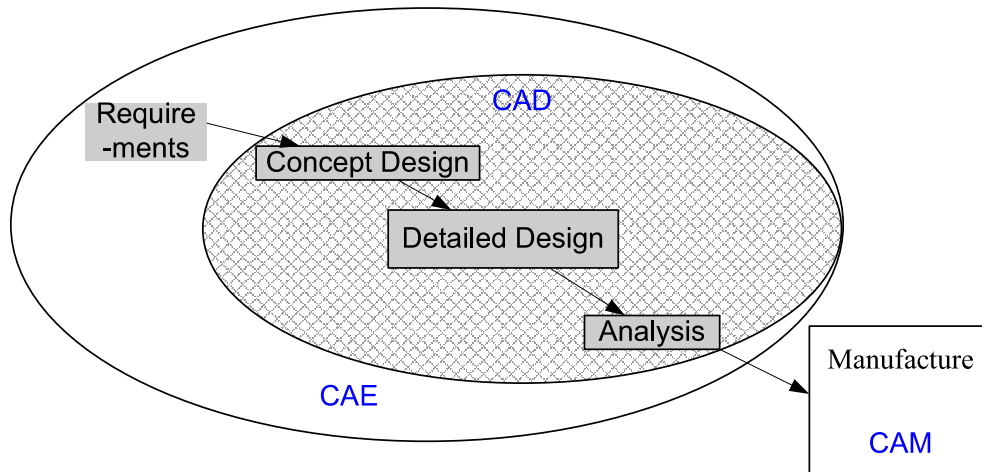 CAD
Require
-ments
Concept Design
Detailed Design
Analysis
Manufacture
CAE
CAM